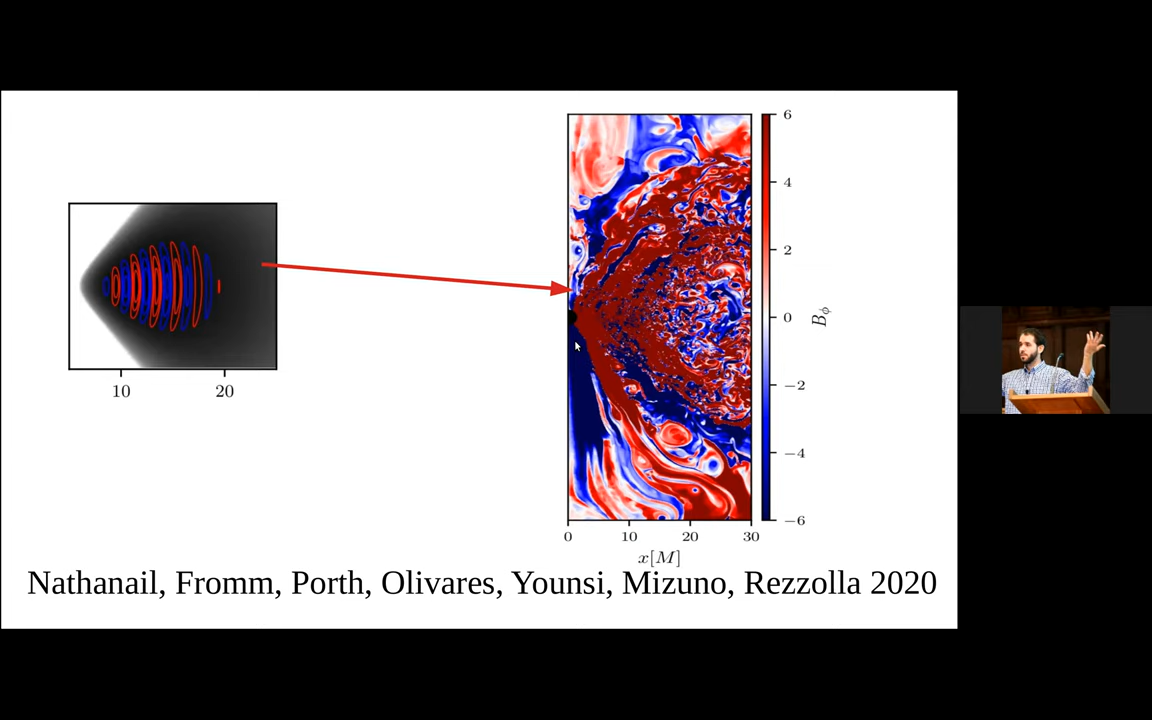 10 20
6
4
2
0
−2
−4
−6
B_ϕ
0 10 20 30
x[M]
Nathanail, Fromm, Porth, Olivares, Younsi, Mizuno, Rezzolla 2020